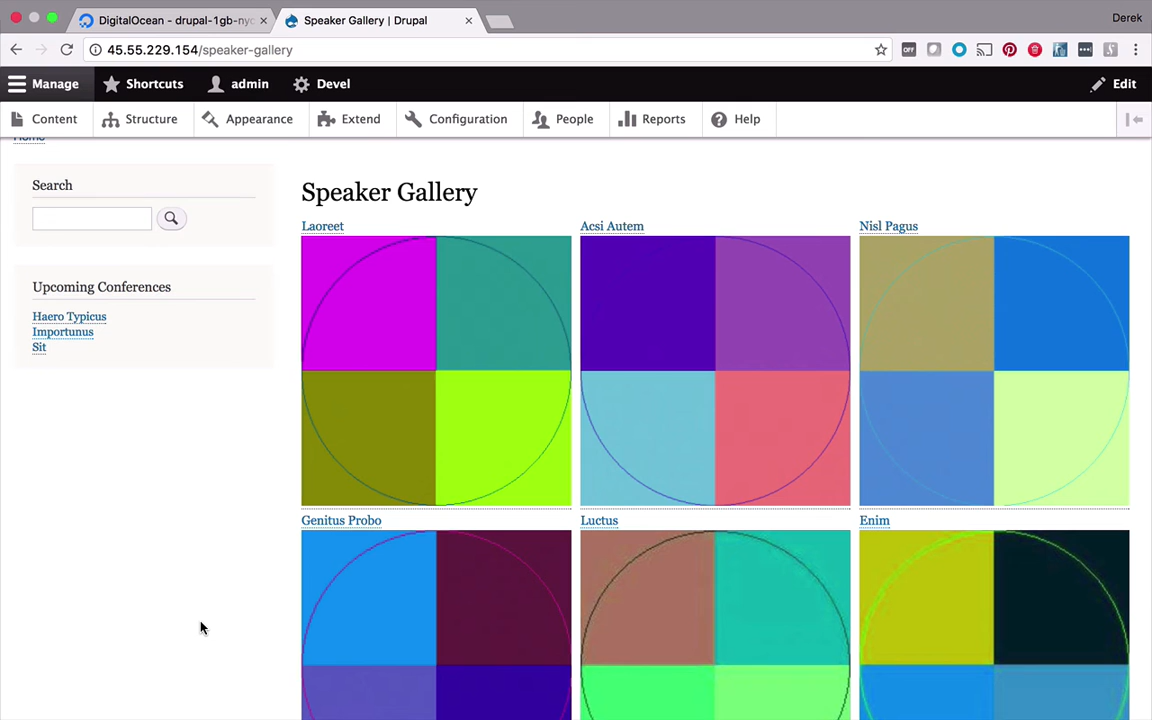 DigitalOcean - drupal-1gb-nyc
Speaker Gallery | Drupal
Derek
45.55.229.154/speaker-gallery
OFF
Manage
Shortcuts
admin
Devel
Edit
Content
Structure
Appearance
Extend
Configuration
People
Reports
Help
Home
Search
Upcoming Conferences
Haero Typicus
Importunus
Sit
Speaker Gallery
Laoreet
Acsi Autem
Nisl Pagus
Genitus Probo
Luctus
Enim